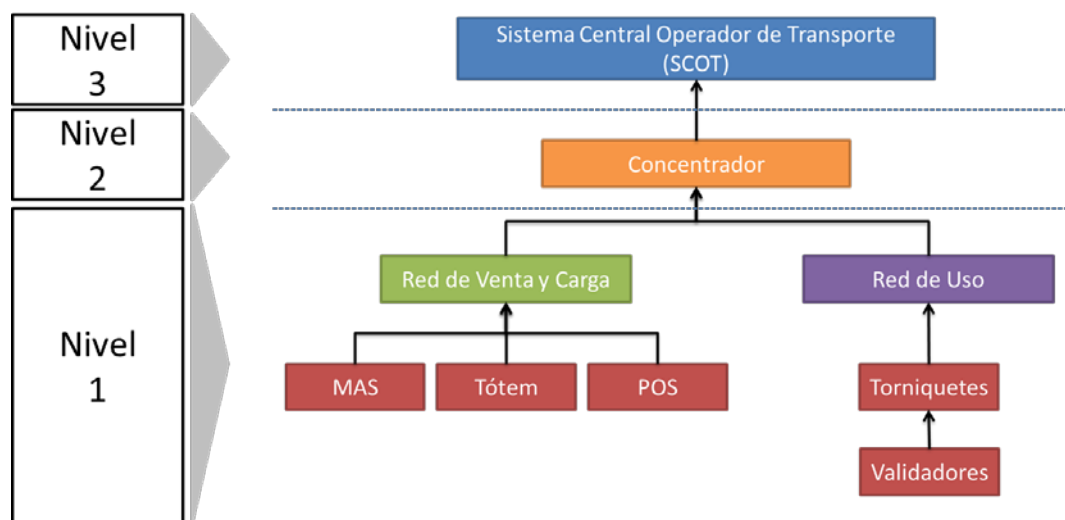 Nivel
3
Sistema Central Operador de Transporte
(SCOT)
Nivel
2
Concentrador
Nivel
1
Red de Venta y Carga
Red de Uso
MAS
Tótem
POS
Torniquetes
Validadores